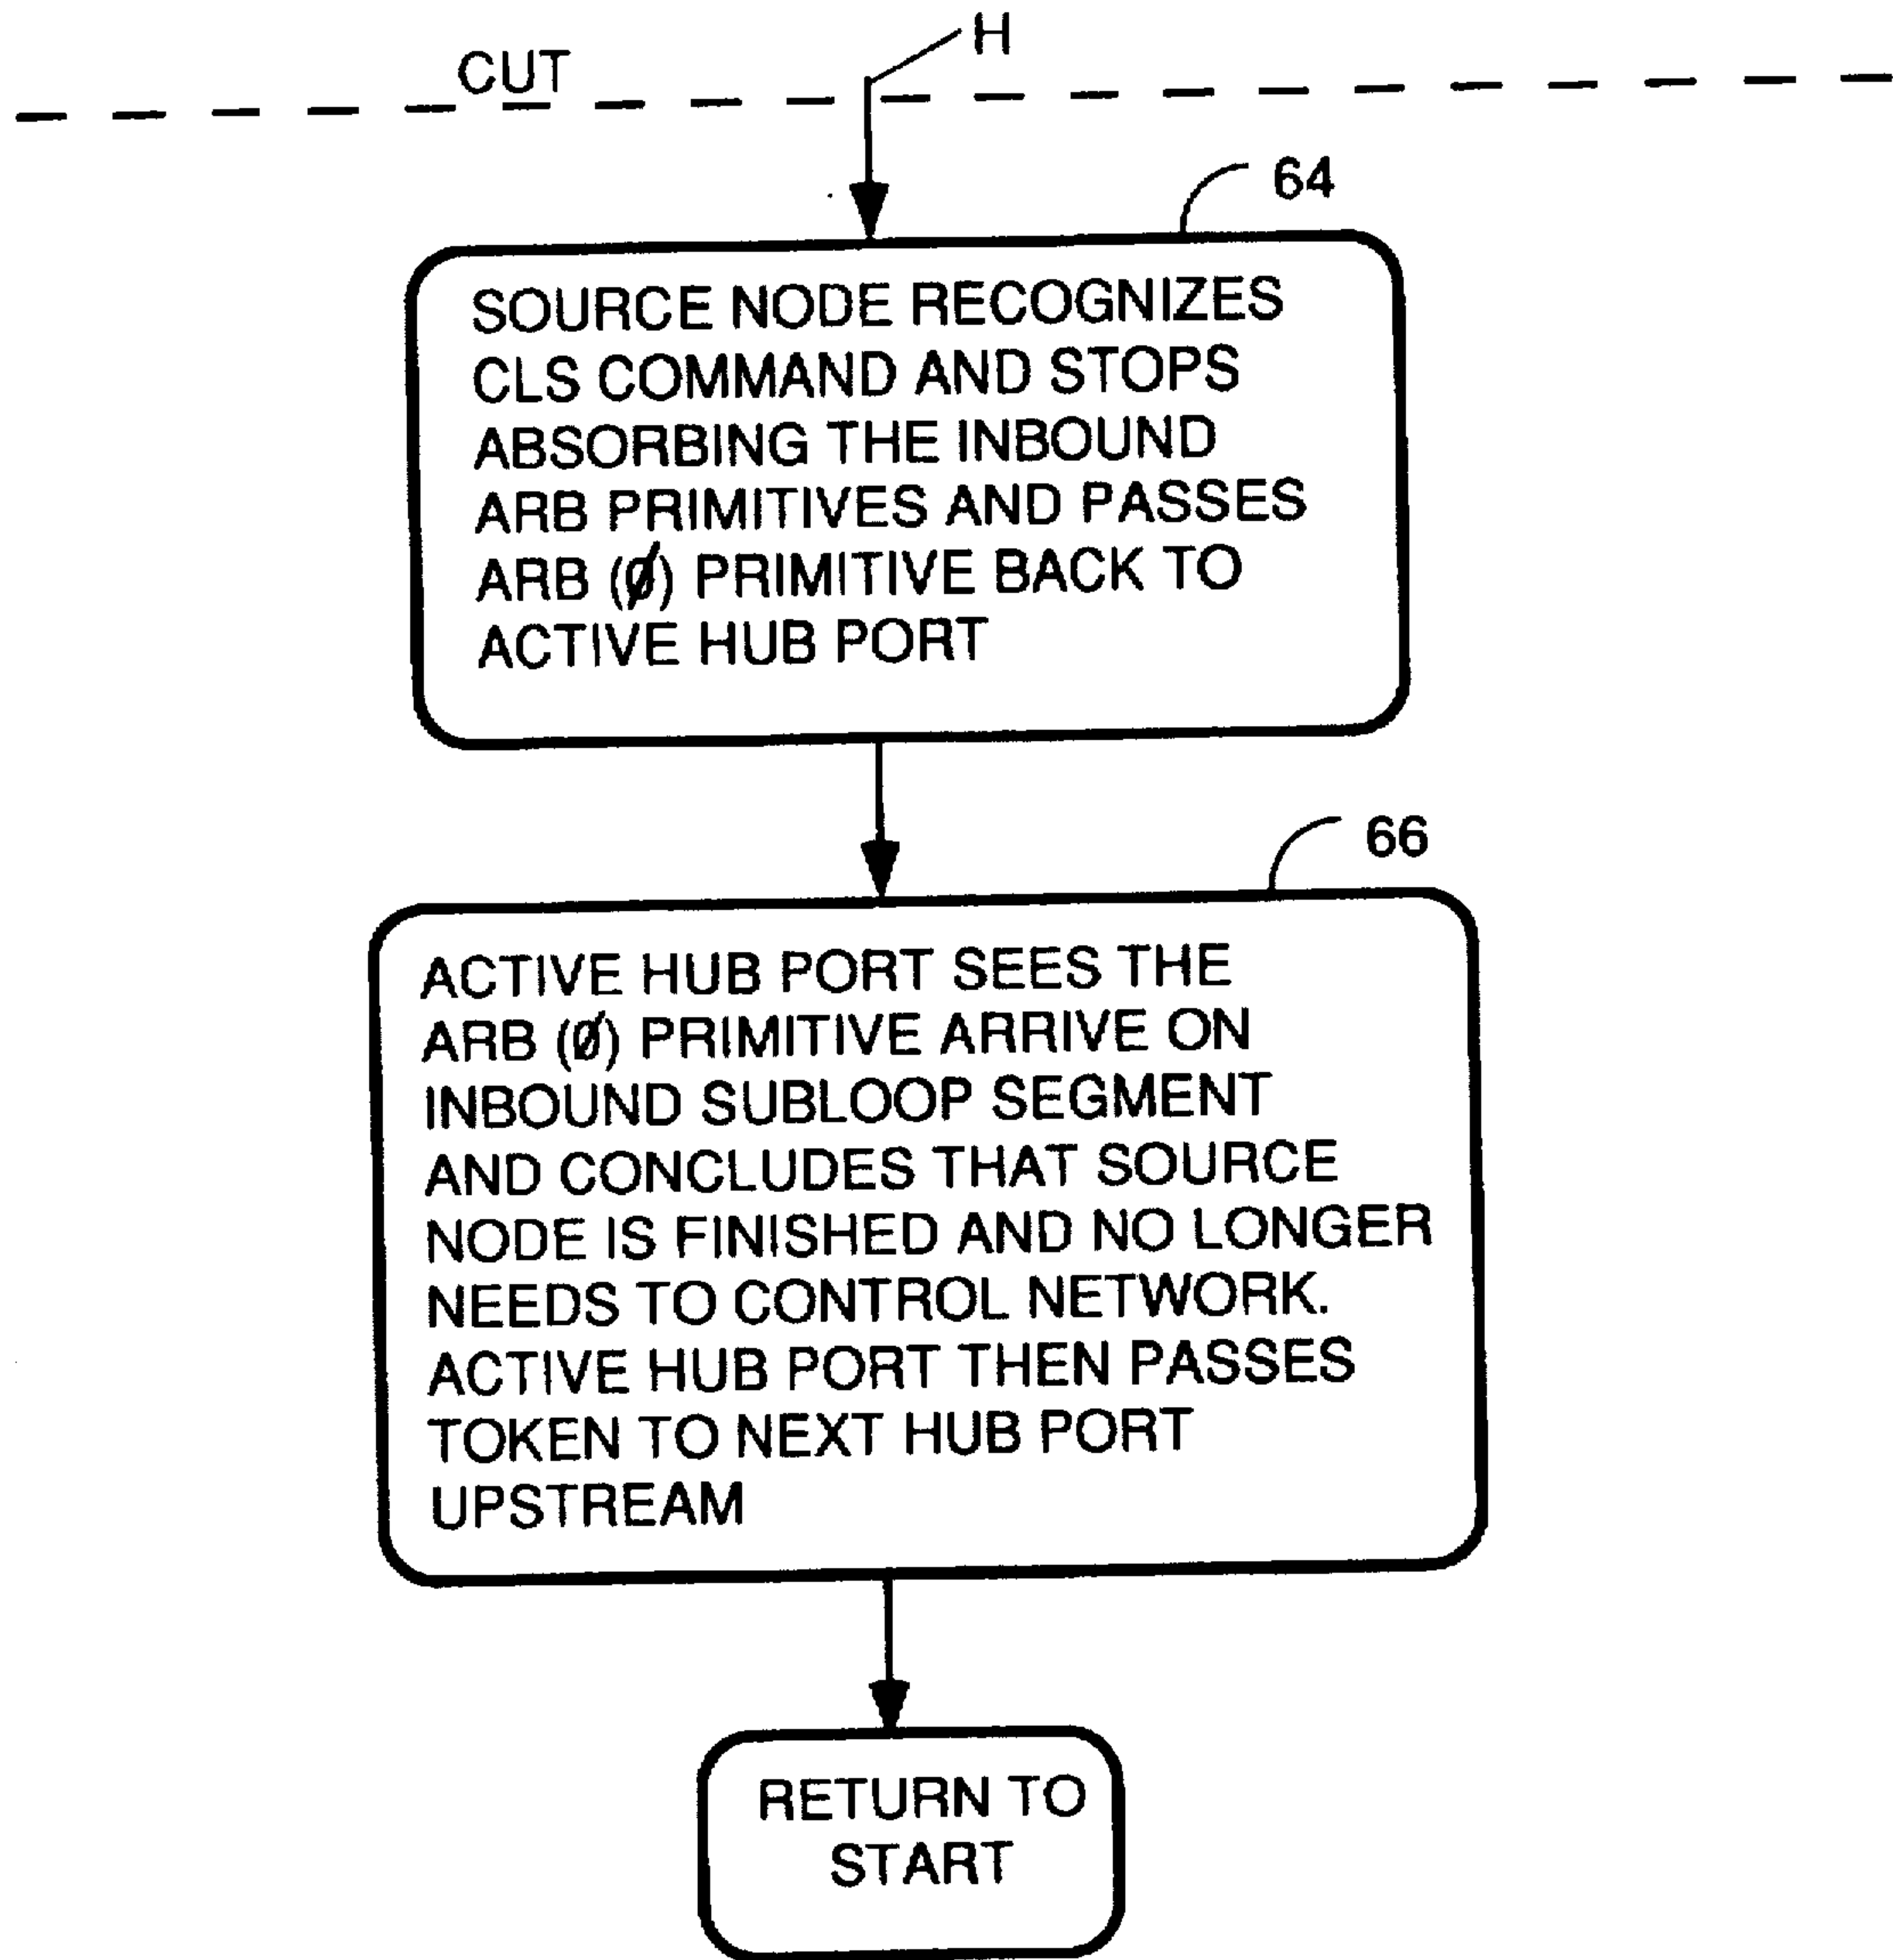 CUT
H
64
SOURCE NODE RECOGNIZES
CLS COMMAND AND STOPS
ABSORBING THE INBOUND
ARB PRIMITIVES AND PASSES
ARB (Ø) PRIMITIVE BACK TO
ACTIVE HUB PORT
66
ACTIVE HUB PORT SEES THE
ARB (Ø) PRIMITIVE ARRIVE ON
INBOUND SUBLOOP SEGMENT
AND CONCLUDES THAT SOURCE
NODE IS FINISHED AND NO LONGER
NEEDS TO CONTROL NETWORK.
ACTIVE HUB PORT THEN PASSES
TOKEN TO NEXT HUB PORT
UPSTREAM
RETURN TO
START